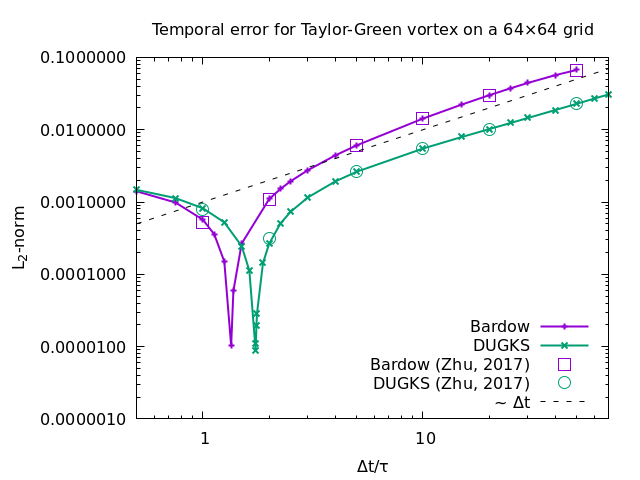 Temporal error for Taylor-Green vortex on a 64×64 grid
L2-norm
0.1000000
0.0100000
0.0010000
0.0001000
0.0000100
0.0000010
Bardow
DUGKS
Bardow (Zhu, 2017)
DUGKS (Zhu, 2017)
~ Δt
1 10
Δt/τ